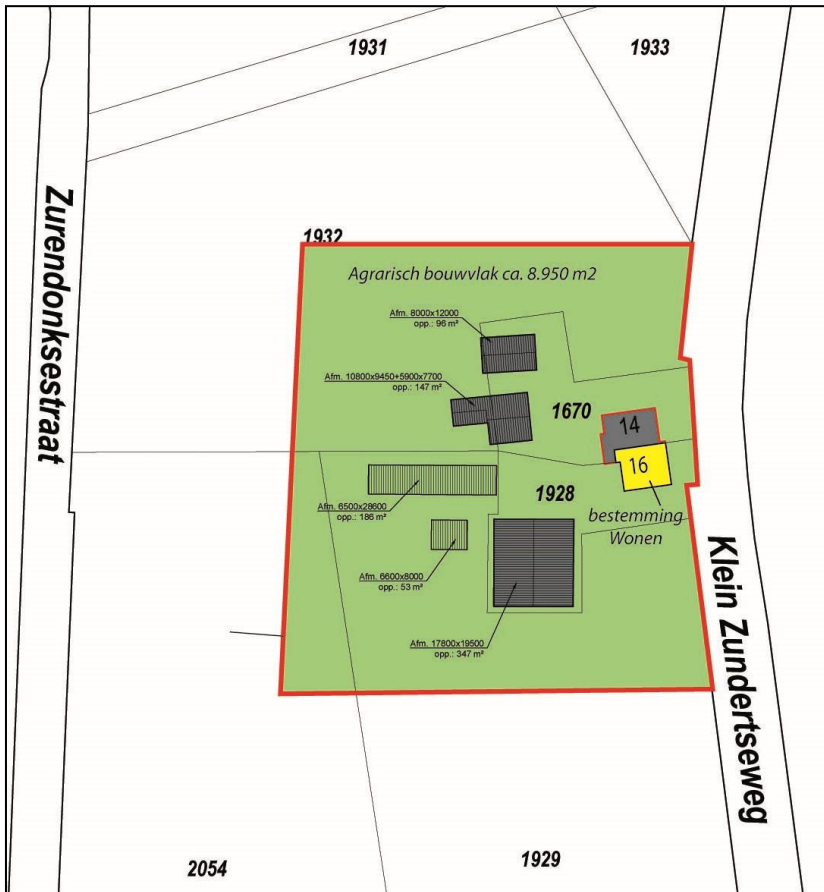 1931
1933
Zurendonksestraat
1932
Agrarisch bouwvlak ca. 8.950 m2
Afm. 8000x12000
opp.: 96 m²
Afm. 10800x9450+5900x7700
opp.: 147 m²
1670
14
16
1928
bestemming
Wonen
Afm. 6500x28600
opp.: 186 m²
Afm. 6600x8000
opp.: 53 m²
Afm. 17800x19500
opp.: 347 m²
Klein Zundertseweg
2054
1929